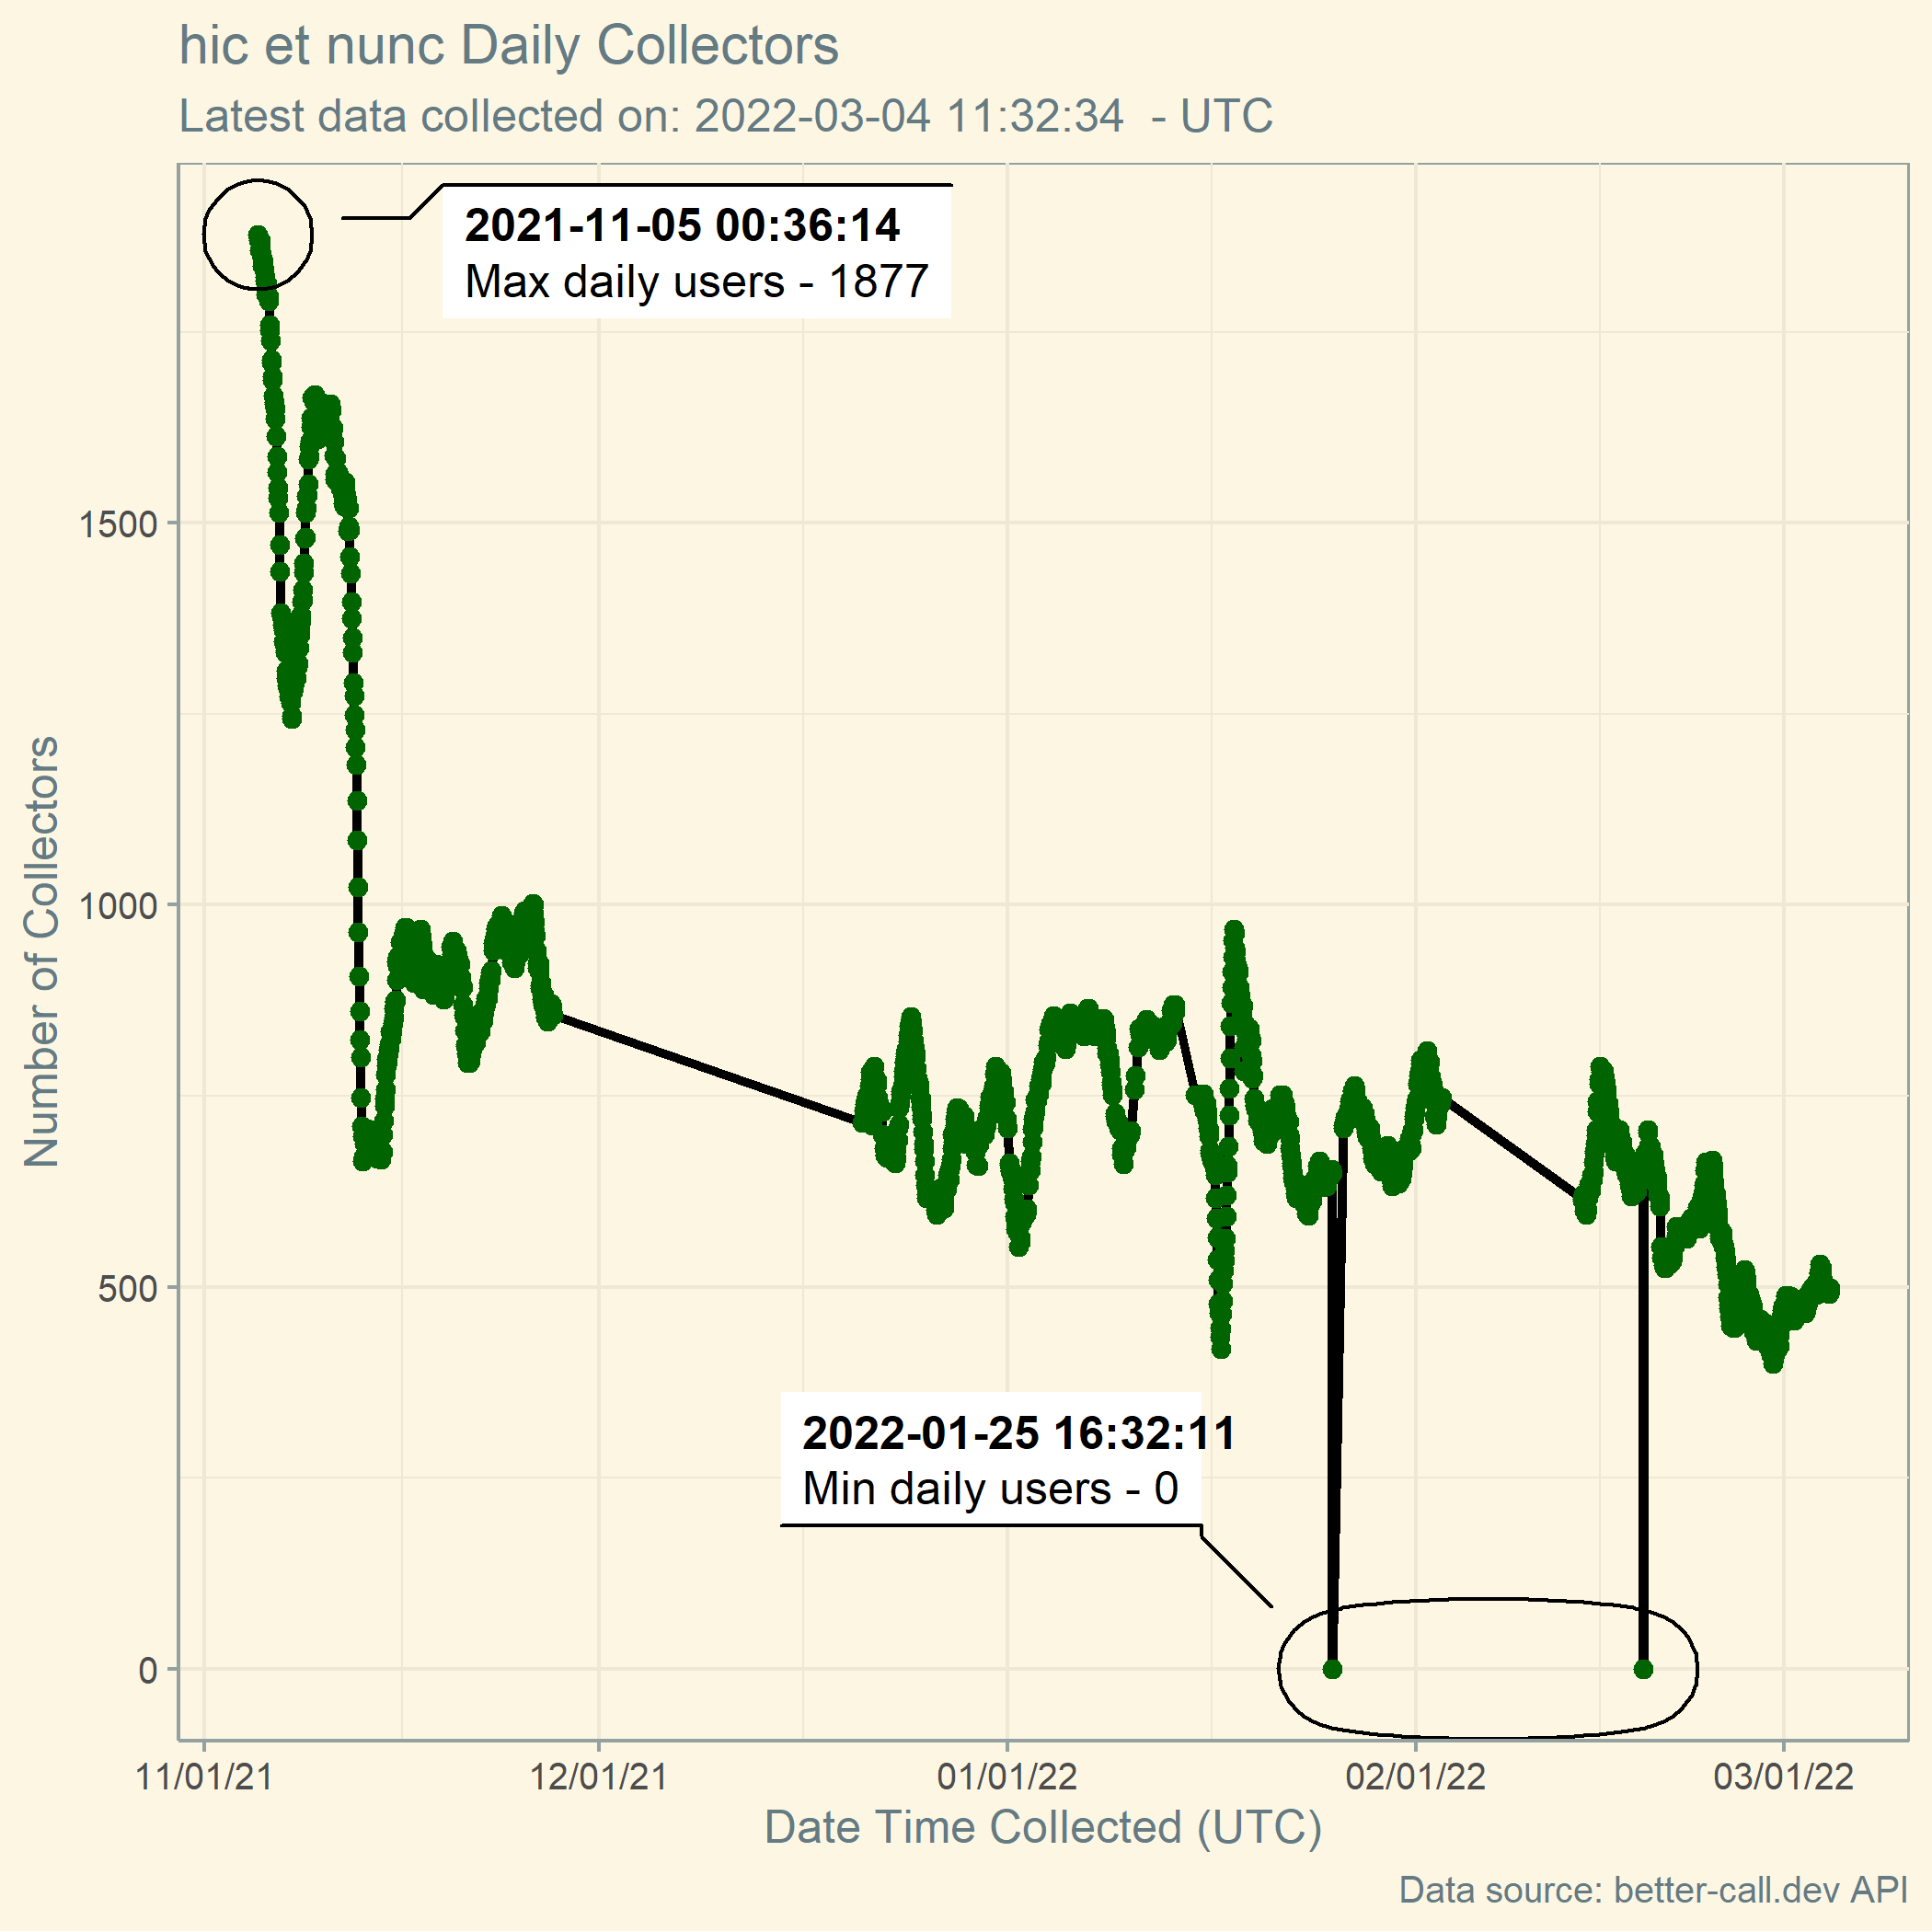 hic et nunc Daily Collectors
Latest data collected on: 2022-03-04 11:32:34  - UTC
2021-11-05 00:36:14
Max daily users - 1877
Number of Collectors
1500
1000
500
0
2022-01-25 16:32:11
Min daily users - 0
11/01/21
12/01/21
01/01/22
02/01/22
03/01/22
Date Time Collected (UTC)
Data source: better-call.dev API